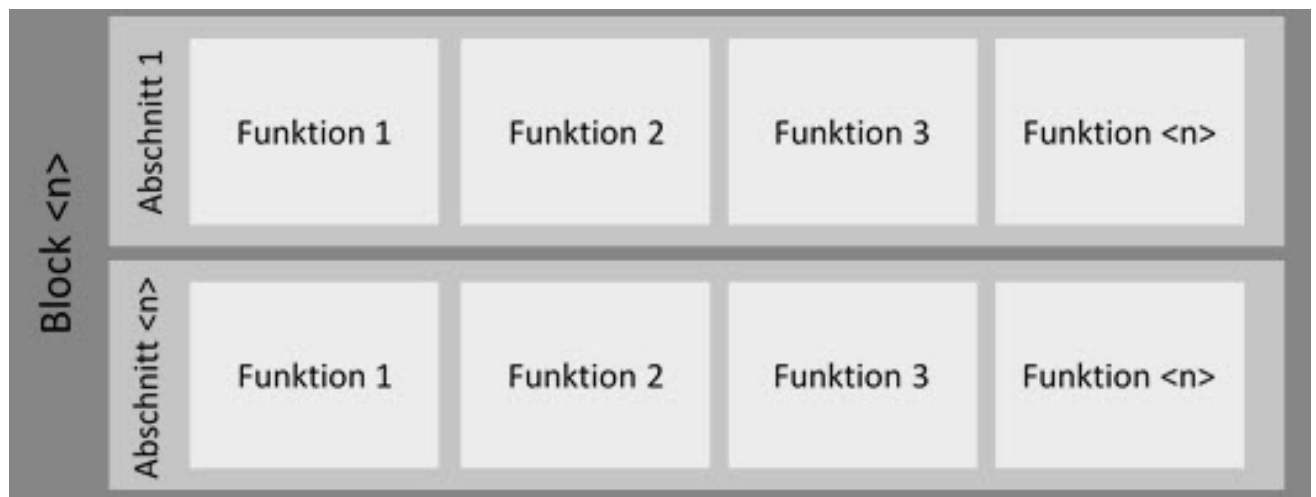 Block <n>
Abschnitt 1
Funktion 1
Funktion 2
Funktion 3
Funktion <n>
Abschnitt <n>
Funktion 1
Funktion 2
Funktion 3
Funktion <n>